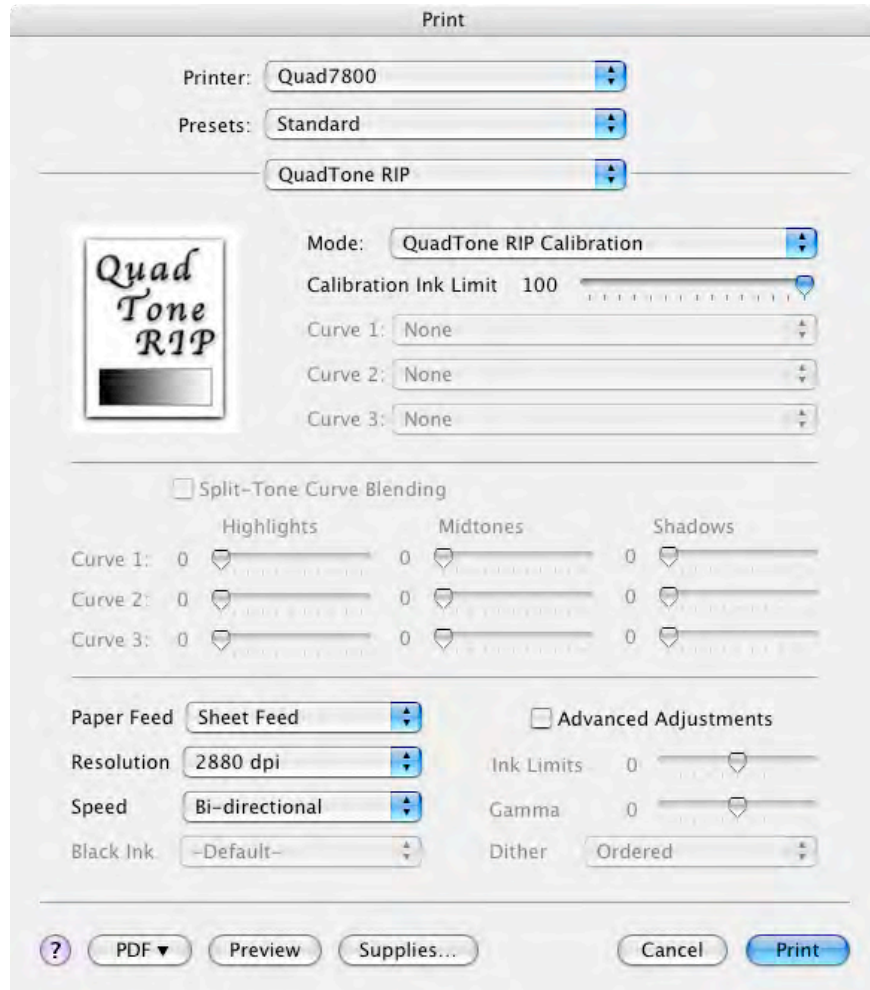 Print
Printer: Quad7800
Presets: Standard
QuadTone RIP
Quad
Tone
RIP
Mode: QuadTone RIP Calibration
Calibration Ink Limit 100
Curve 1: None
Curve 2: None
Curve 3: None
Split-Tone Curve Blending
Highlights Midtones Shadows
Curve 1: 0 0 0
Curve 2: 0 0 0
Curve 3: 0 0 0
Paper Feed Sheet Feed Advanced Adjustments
Resolution 2880 dpi Ink Limits 0
Speed Bi-directional Gamma 0
Black Ink -Default- Dither Ordered
? PDF ▼ Preview Supplies... Cancel Print